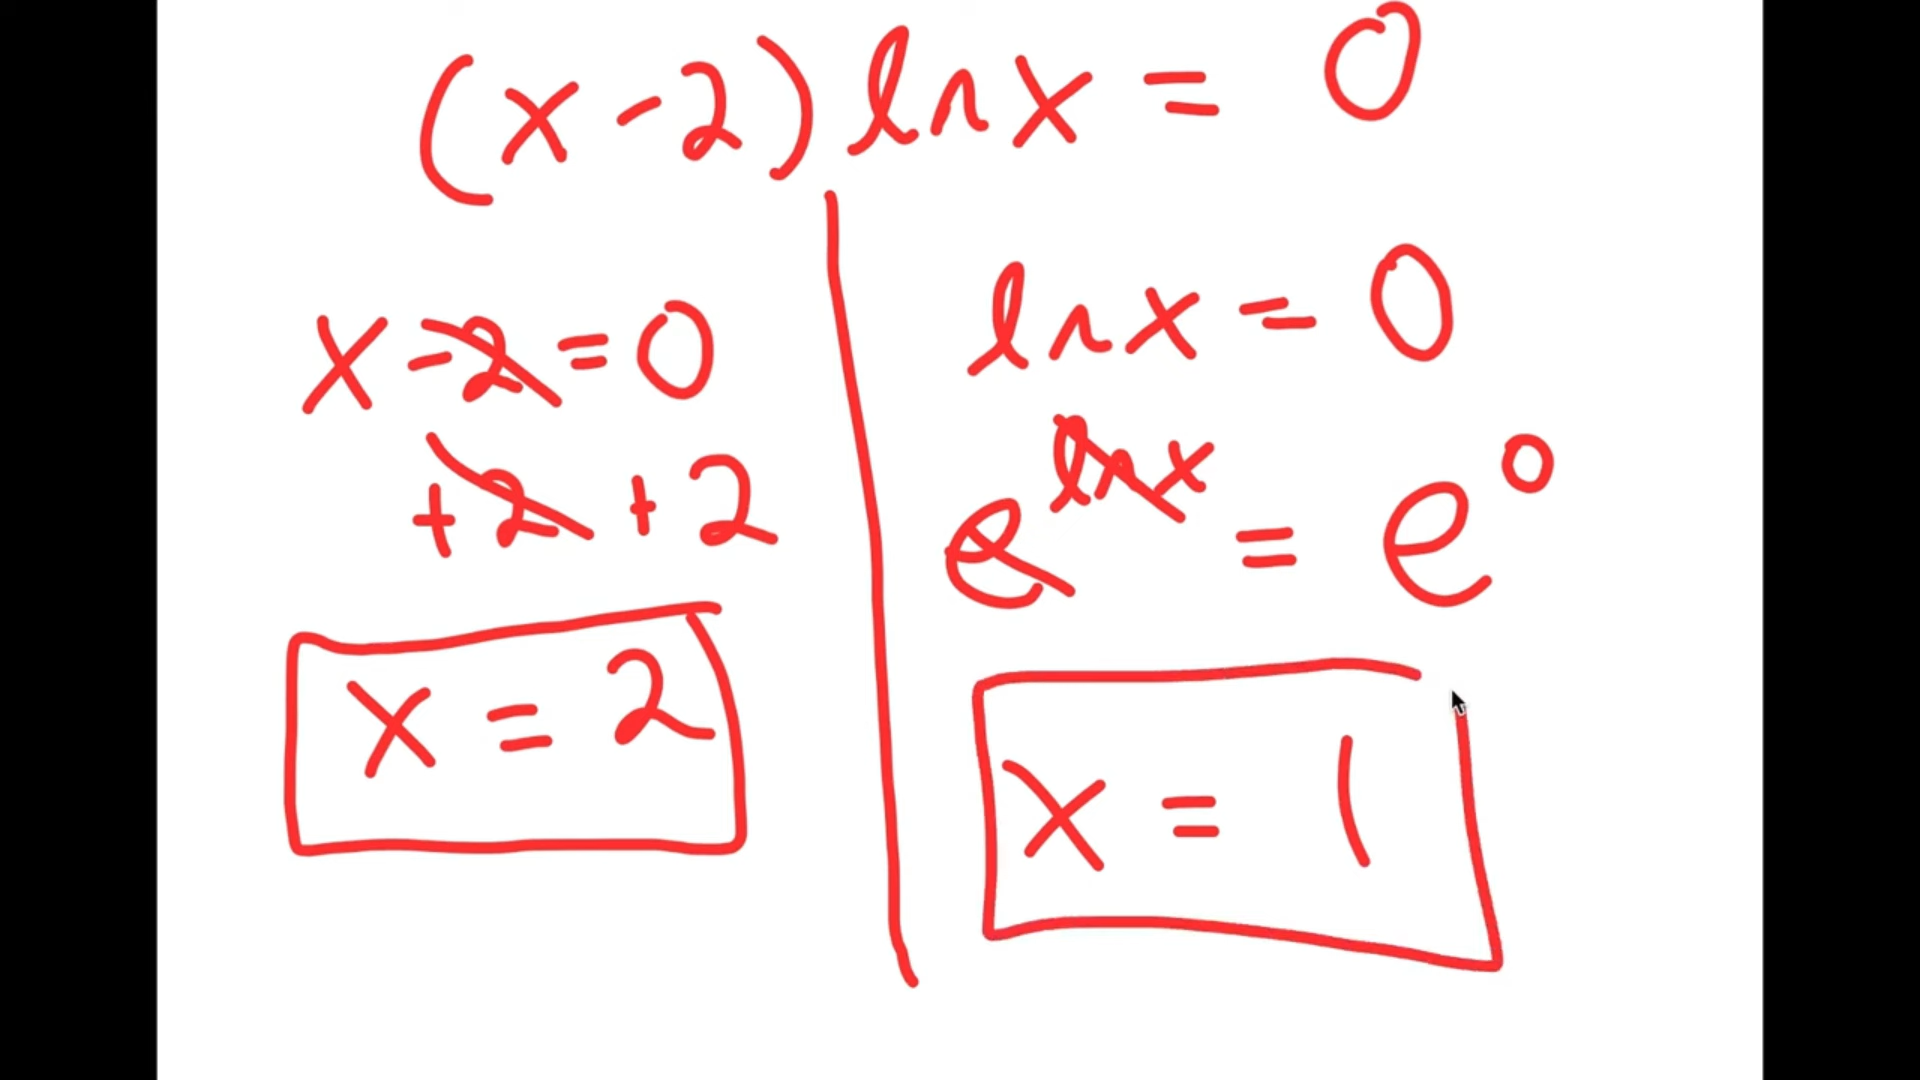 (x-2) ln x = 0
x-2=0
+2 +2
x = 2
ln x = 0
e^ln x = e^0
x = 1